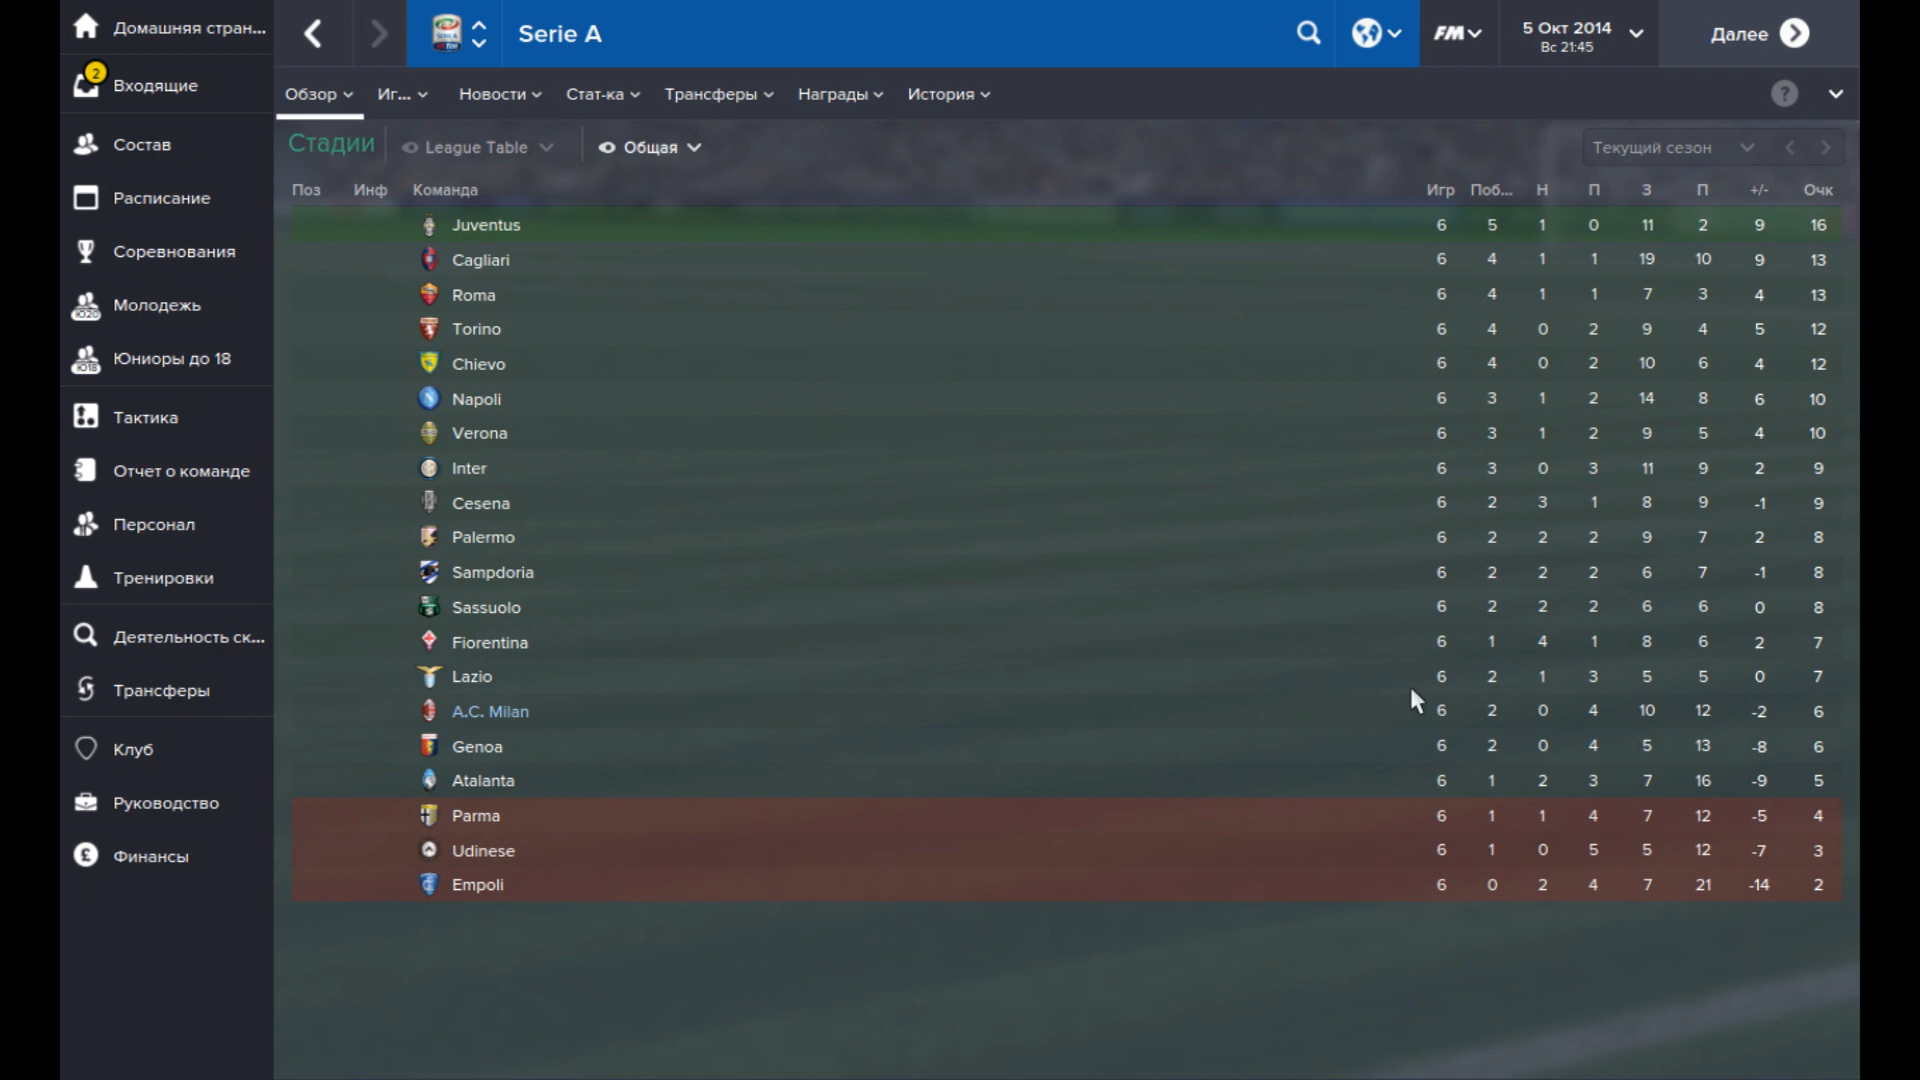 Домашняя стран...
2
Входящие
Состав
Расписание
Соревнования
Ю20
Молодежь
Ю18
Юниоры до 18
Тактика
Отчет о команде
Персонал
Тренировки
Деятельность ск...
Трансферы
Клуб
Руководство
Финансы
Serie A
FM
5 Окт 2014
Вс 21:45
Далее
Обзор Иг... Новости Стат-ка Трансферы Награды История ?
Стадии League Table Общая Текущий сезон
Поз Инф Команда Игр Поб... Н П З П +/- Очк
Juventus 6 5 1 0 11 2 9 16
Cagliari 6 4 1 1 19 10 9 13
Roma 6 4 1 1 7 3 4 13
Torino 6 4 0 2 9 4 5 12
Chievo 6 4 0 2 10 6 4 12
Napoli 6 3 1 2 14 8 6 10
Verona 6 3 1 2 9 5 4 10
Inter 6 3 0 3 11 9 2 9
Cesena 6 2 3 1 8 9 -1 9
Palermo 6 2 2 2 9 7 2 8
Sampdoria 6 2 2 2 6 7 -1 8
Sassuolo 6 2 2 2 6 6 0 8
Fiorentina 6 1 4 1 8 6 2 7
Lazio 6 2 1 3 5 5 0 7
A.C. Milan 6 2 0 4 10 12 -2 6
Genoa 6 2 0 4 5 13 -8 6
Atalanta 6 1 2 3 7 16 -9 5
Parma 6 1 1 4 7 12 -5 4
Udinese 6 1 0 5 5 12 -7 3
Empoli 6 0 2 4 7 21 -14 2